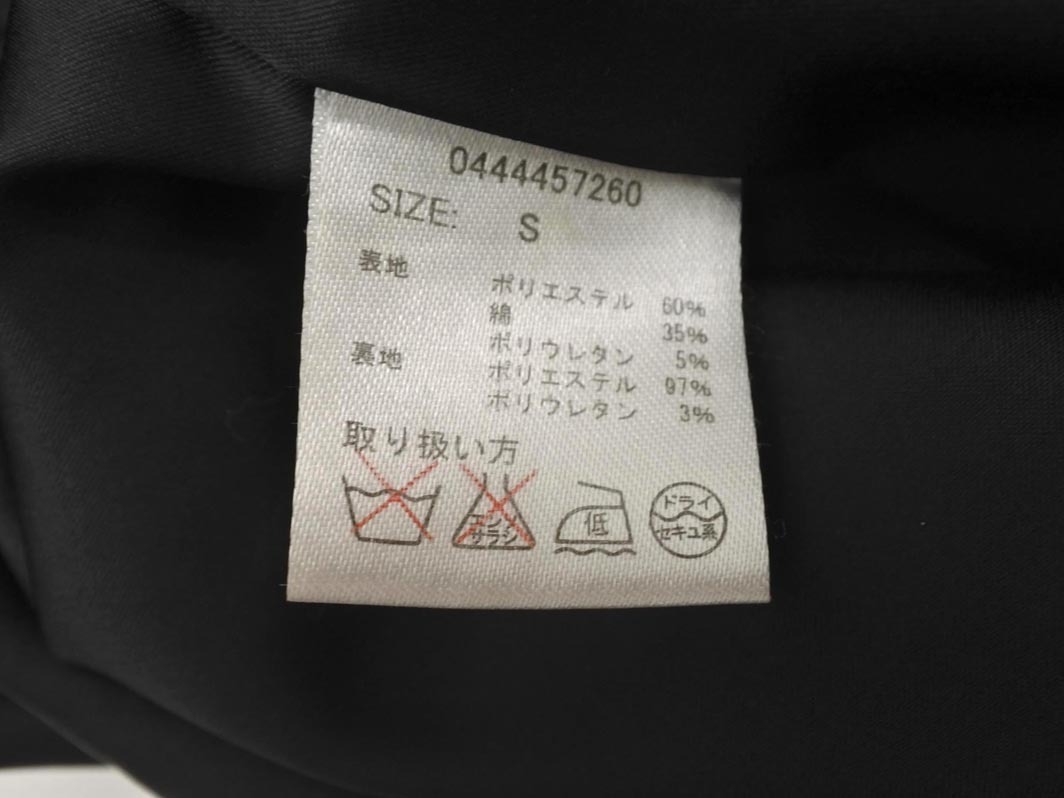 0444457260
SIZE: S
表地 ポリエステル 60%
綿 35%
ポリウレタン 5%
裏地 ポリエステル 97%
ポリウレタン 3%
取り扱い方
エンソ
サラシ
低
ドライ
セキユ系